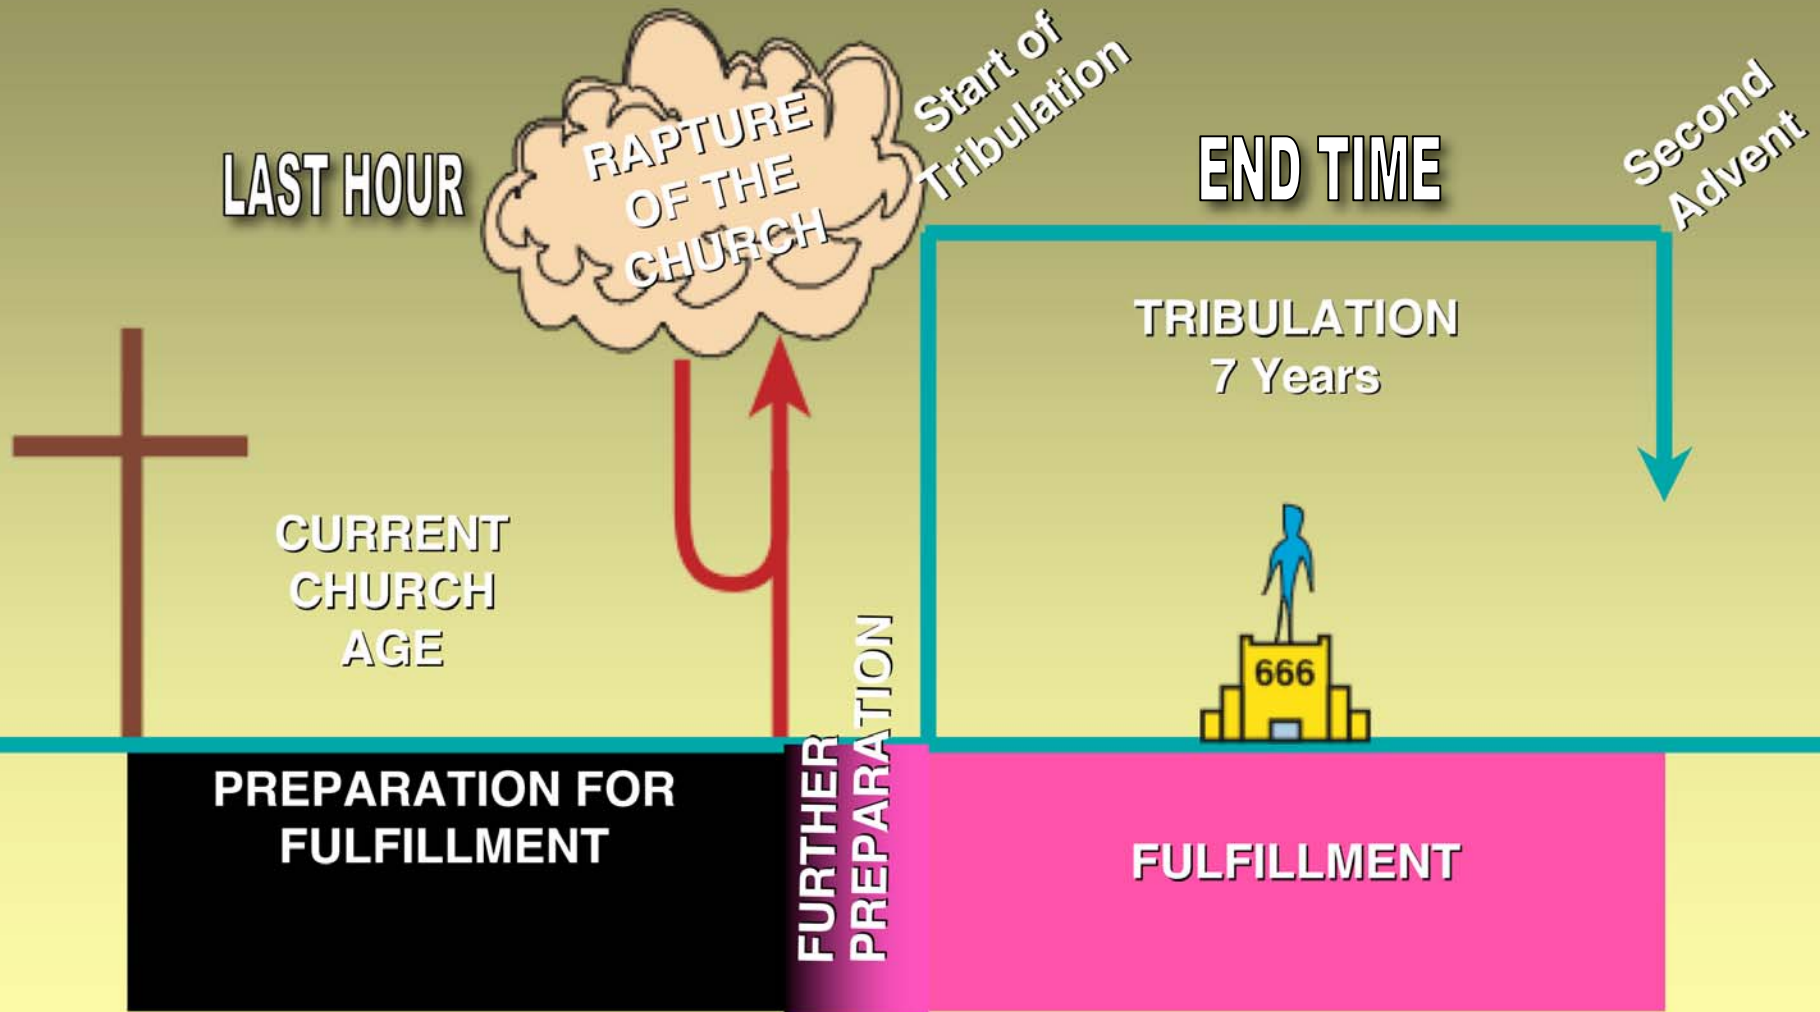 LAST HOUR
RAPTURE
OF THE
CHURCH
Start of
Tribulation
END TIME
Second
Advent
TRIBULATION
7 Years
CURRENT
CHURCH
AGE
666
PREPARATION FOR
FULFILLMENT
FURTHER
PREPARATION
FULFILLMENT